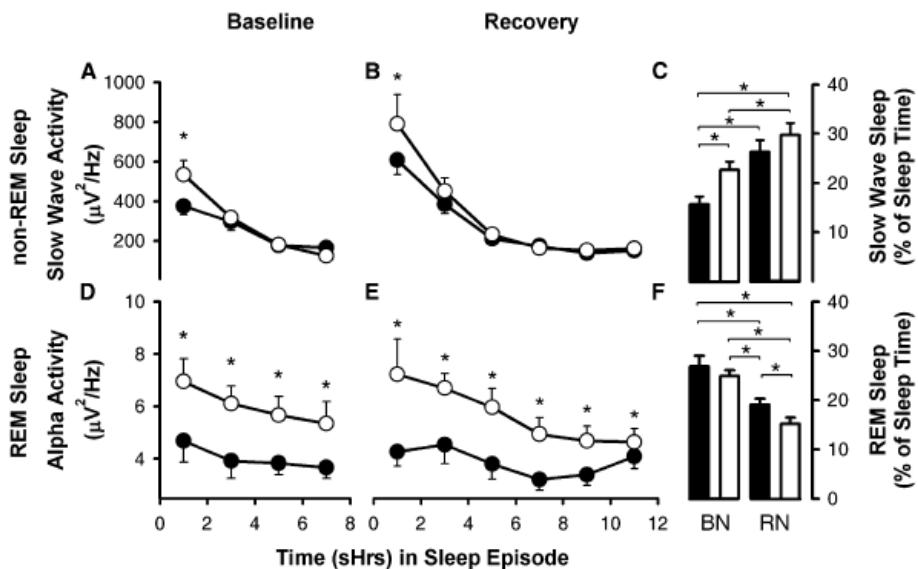 Baseline
Recovery
A
B
C
non-REM Sleep
Slow Wave Activity
(µV²/Hz)
1000
800
600
400
200
*
*
* 
*
*
*
40
30
20
10
Slow Wave Sleep
(% of Sleep Time)
D
E
F
REM Sleep
Alpha Activity
(µV²/Hz)
10
8
6
4
* * * *
* * * * * *
*
*
*
*
*
40
30
20
10
0
REM Sleep
(% of Sleep Time)
0 2 4 6 8
0 2 4 6 8 10 12
BN RN
Time (sHrs) in Sleep Episode